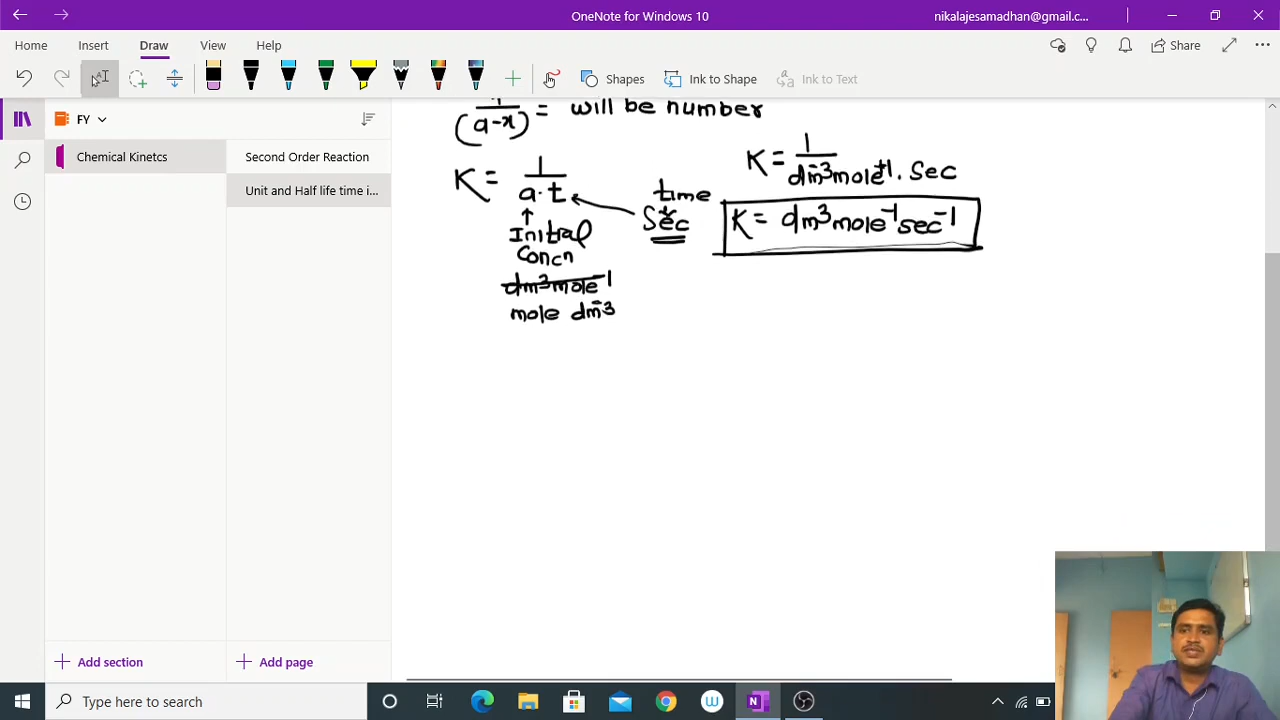 OneNote for Windows 10
nikalajesamadhan@gmail.c...
Home Insert Draw View Help
Share
Shapes
Ink to Shape
Ink to Text
FY
Chemical Kinetcs
Second Order Reaction
Unit and Half life time i...
(a-x) = will be number
K = 1/a·t
Initial
Concn
dm³mole⁻¹
mole dm⁻³
time
Sec
K = 1/dm⁻³mole⁺¹. Sec
K = dm³mole⁻¹sec⁻¹
Add section
Add page
Type here to search